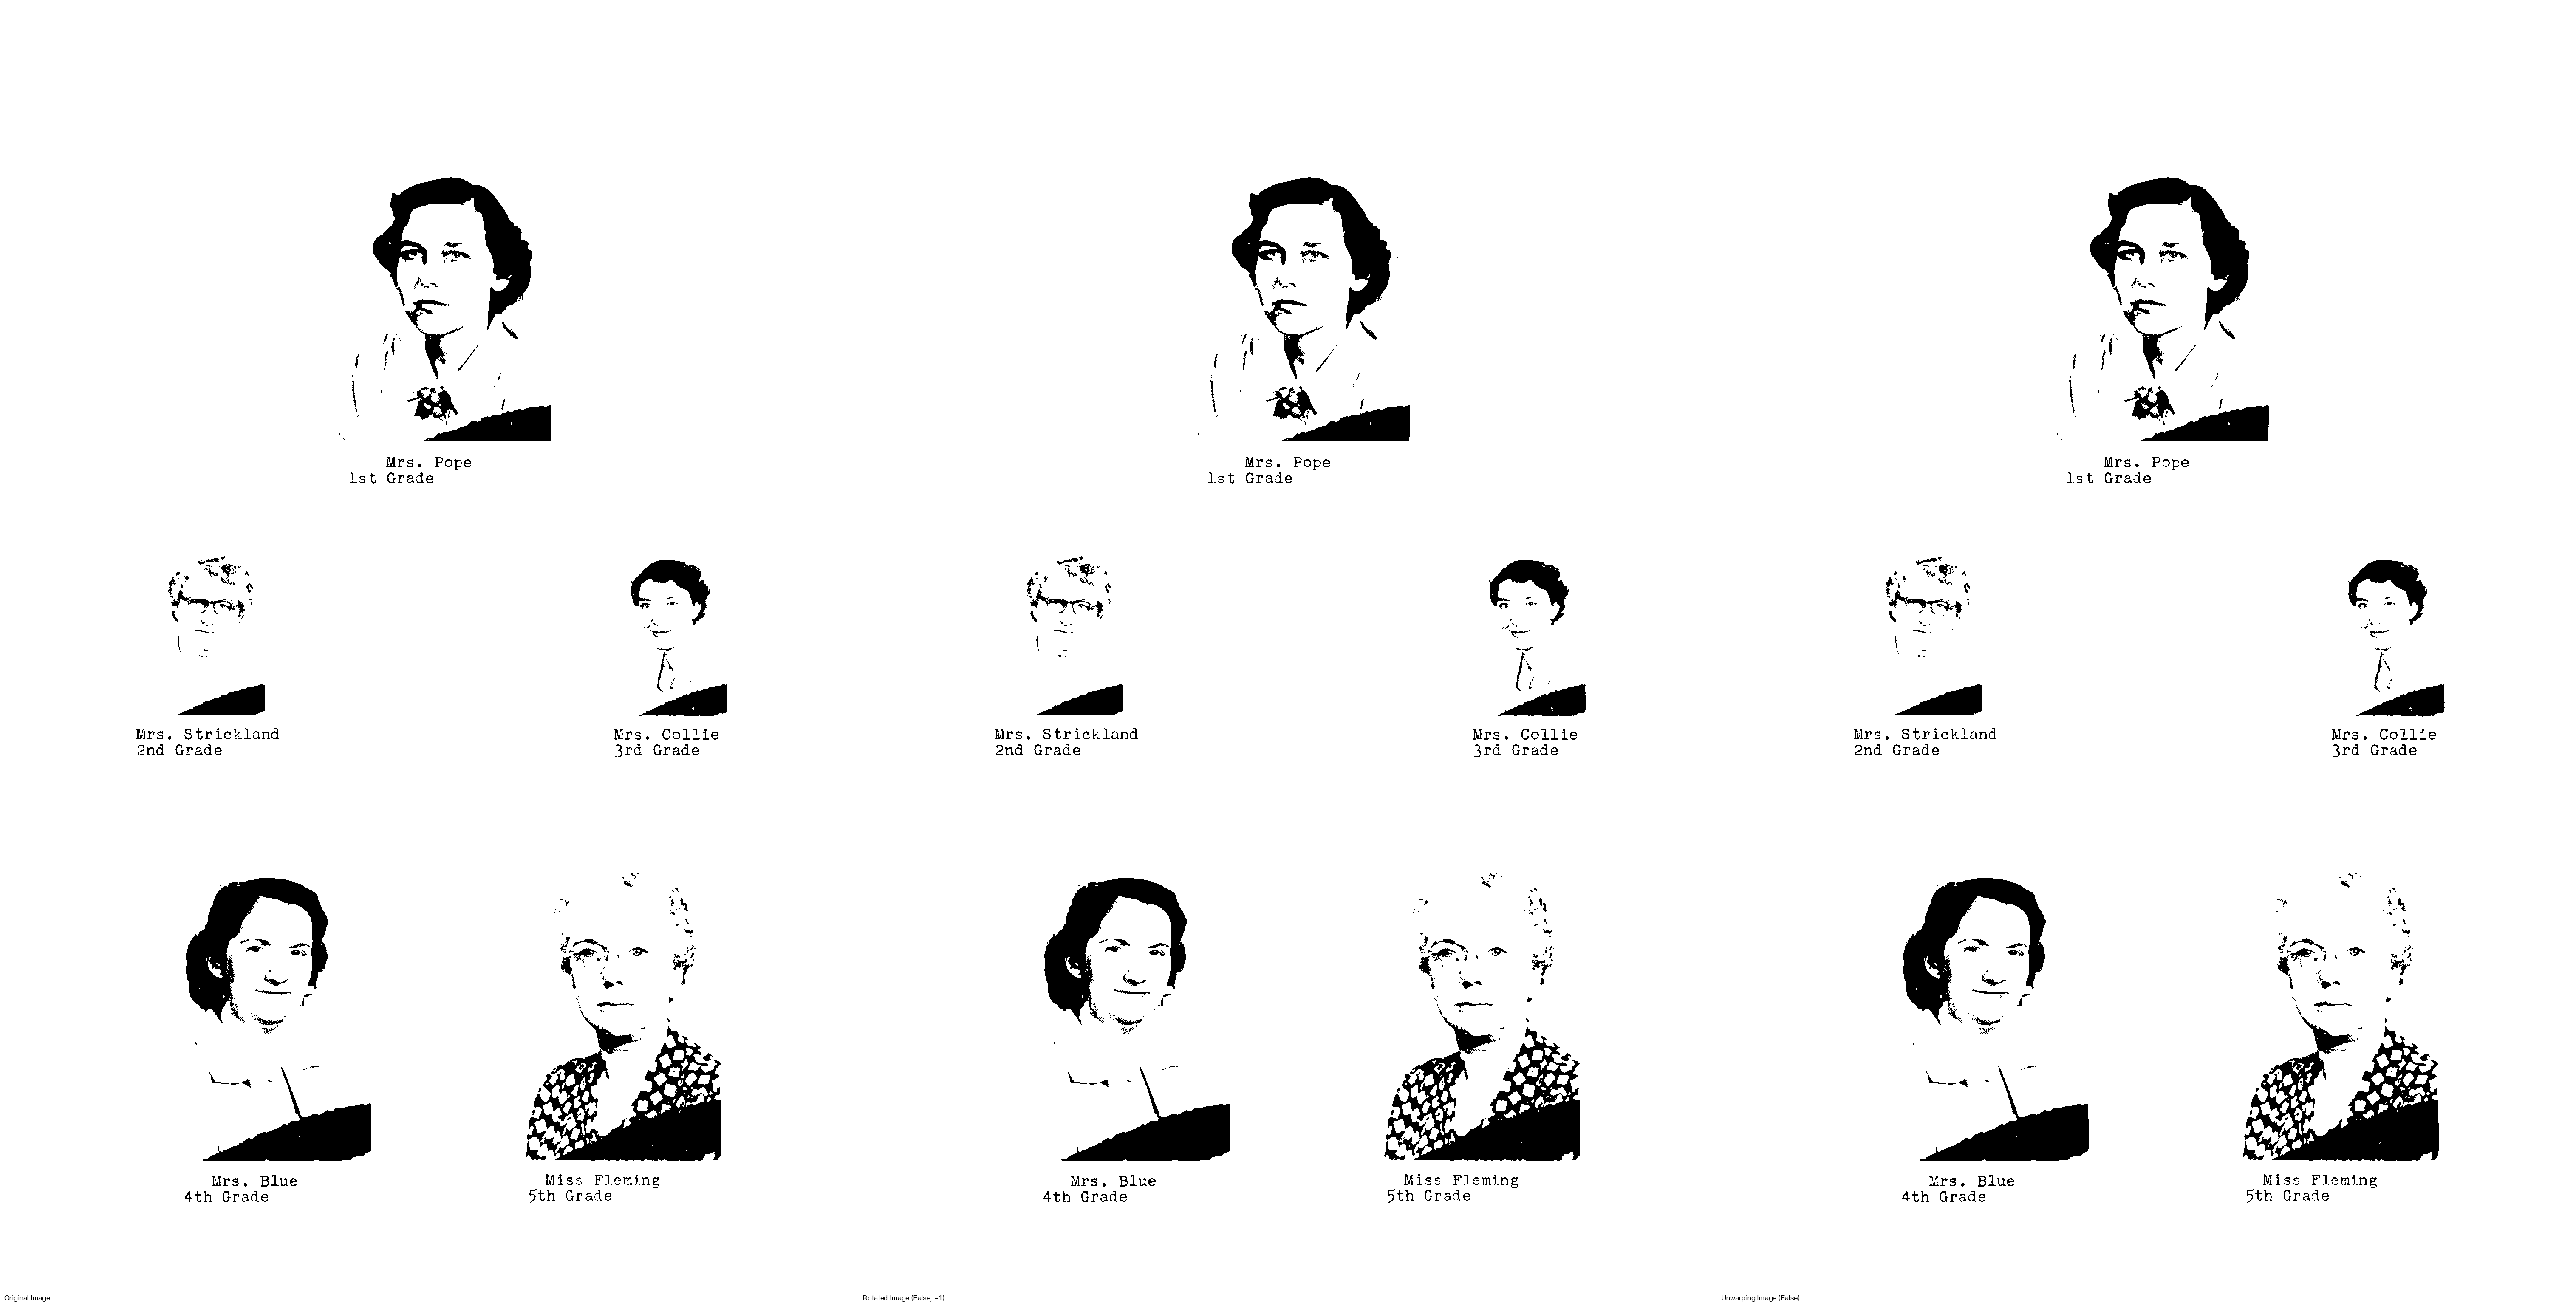 Mrs. Pope
1st Grade
Mrs. Strickland
2nd Grade
Mrs. Collie
3rd Grade
Mrs. Blue
4th Grade
Miss Fleming
5th Grade
Original Image
Mrs. Pope
1st Grade
Mrs. Strickland
2nd Grade
Mrs. Collie
3rd Grade
Mrs. Blue
4th Grade
Miss Fleming
5th Grade
Rotated Image (False, -1)
Mrs. Pope
1st Grade
Mrs. Strickland
2nd Grade
Mrs. Collie
3rd Grade
Mrs. Blue
4th Grade
Miss Fleming
5th Grade
Unwarping Image (False)